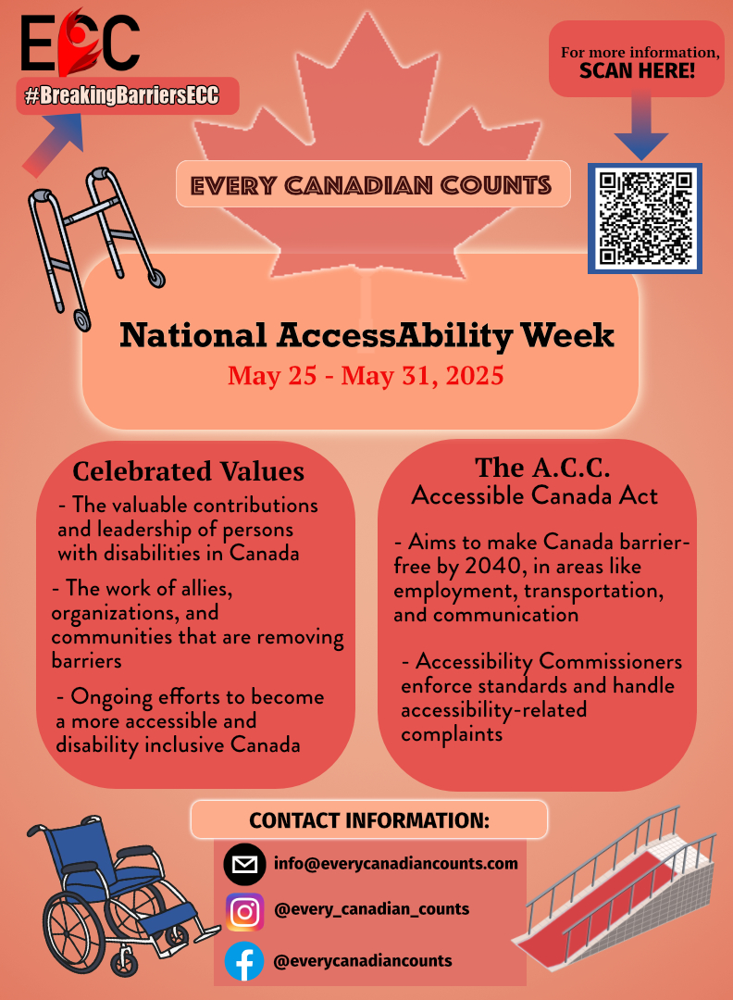 ECC
#BreakingBarriersECC
For more information,
SCAN HERE!
EVERY CANADIAN COUNTS
National AccessAbility Week
May 25 - May 31, 2025
Celebrated Values
- The valuable contributions
and leadership of persons
with disabilities in Canada
- The work of allies,
organizations, and
communities that are removing
barriers
- Ongoing efforts to become
a more accessible and
disability inclusive Canada
The A.C.C.
Accessible Canada Act
- Aims to make Canada barrier-
free by 2040, in areas like
employment, transportation,
and communication
- Accessibility Commissioners
enforce standards and handle
accessibility-related
complaints
CONTACT INFORMATION:
info@everycanadiancounts.com
@every_canadian_counts
@everycanadiancounts